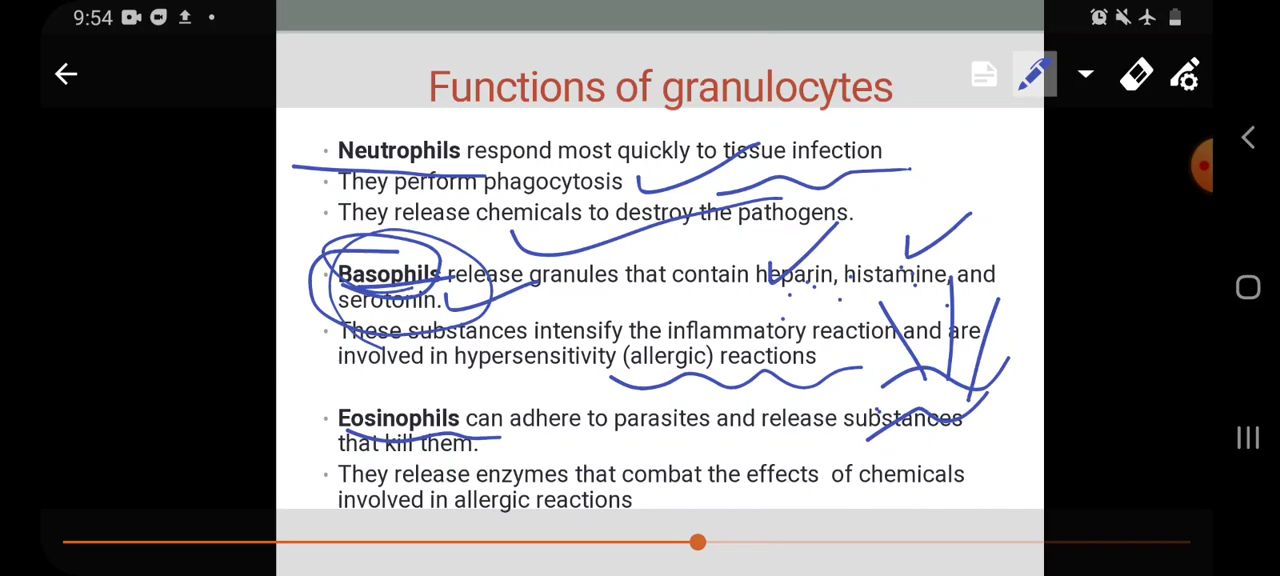 9:54
Functions of granulocytes
• Neutrophils respond most quickly to tissue infection
• They perform phagocytosis
• They release chemicals to destroy the pathogens.
• Basophils release granules that contain heparin, histamine, and
serotonin.
• These substances intensify the inflammatory reaction and are
involved in hypersensitivity (allergic) reactions
• Eosinophils can adhere to parasites and release substances
that kill them.
• They release enzymes that combat the effects of chemicals
involved in allergic reactions